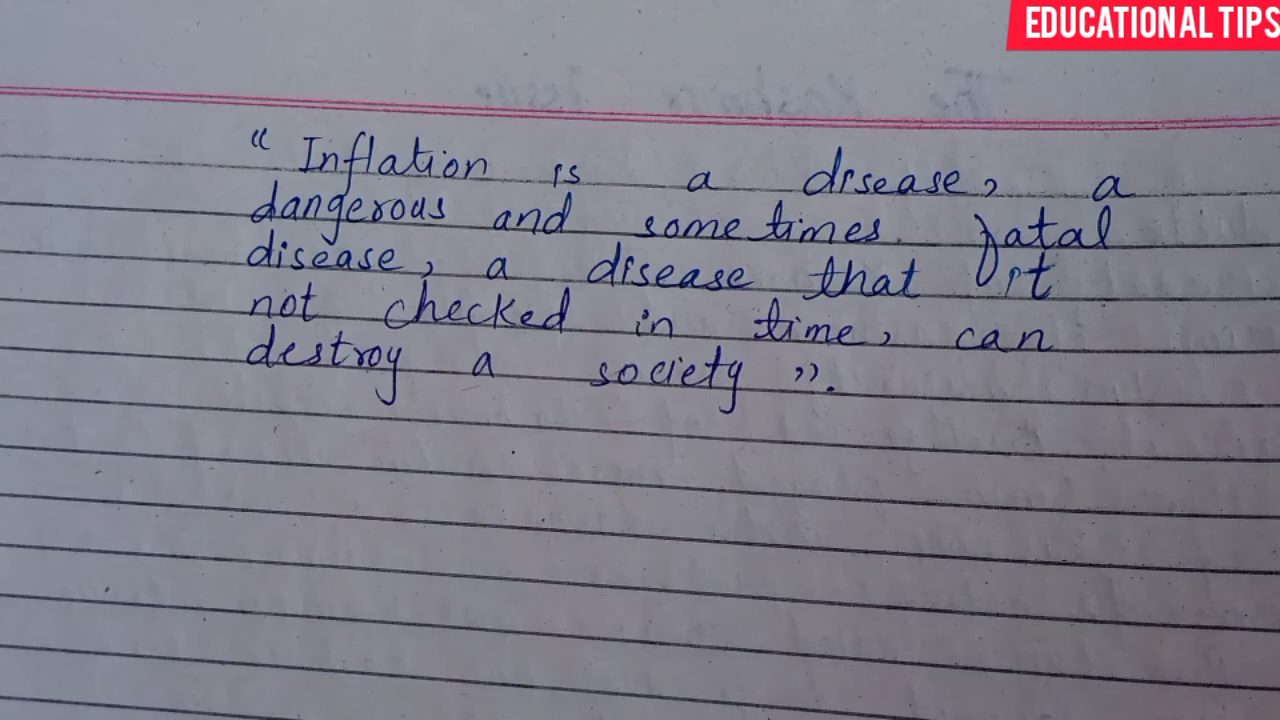 EDUCATIONAL TIPS
“ Inflation is a disease, a
dangerous and sometimes fatal
disease, a disease that it
not checked in time, can
destroy a society ”.